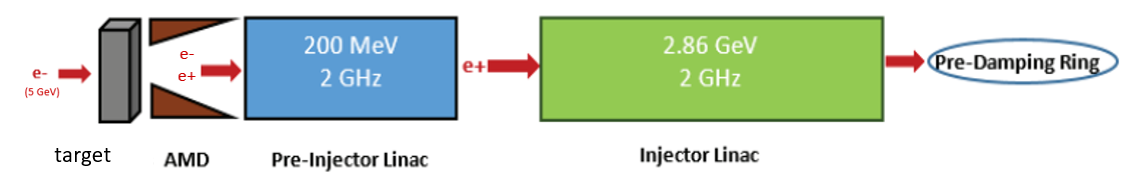 e-
(5 GeV)
target
e-
e+
AMD
200 MeV
2 GHz
Pre-Injector Linac
e+
2.86 GeV
2 GHz
Injector Linac
Pre-Damping Ring